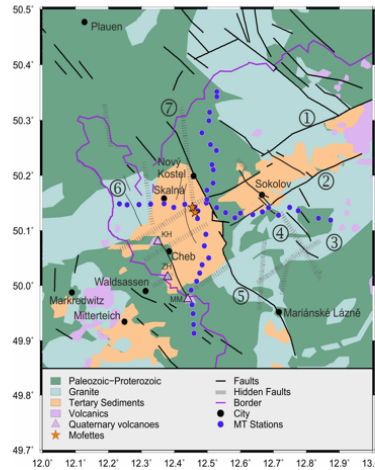 50.5°
Plauen
50.4°
①
⑦
50.3°
Nový
Kostel
②
50.2°
⑥
Skalná
Sokolov
④
50.1°
KH
③
Cheb
ZH
Waldsassen
50.0°
MM
⑤
Markredwitz
Mitterteich
Mariánské Lázně
49.9°
49.8°
Paleozoic-Proterozoic
Faults
Granite
Hidden Faults
Tertiary Sediments
Border
Volcanics
City
Quaternary volcanoes
MT Stations
Mofettes
49.7°
12.0° 12.1° 12.2° 12.3° 12.4° 12.5° 12.6° 12.7° 12.8° 12.9° 13.